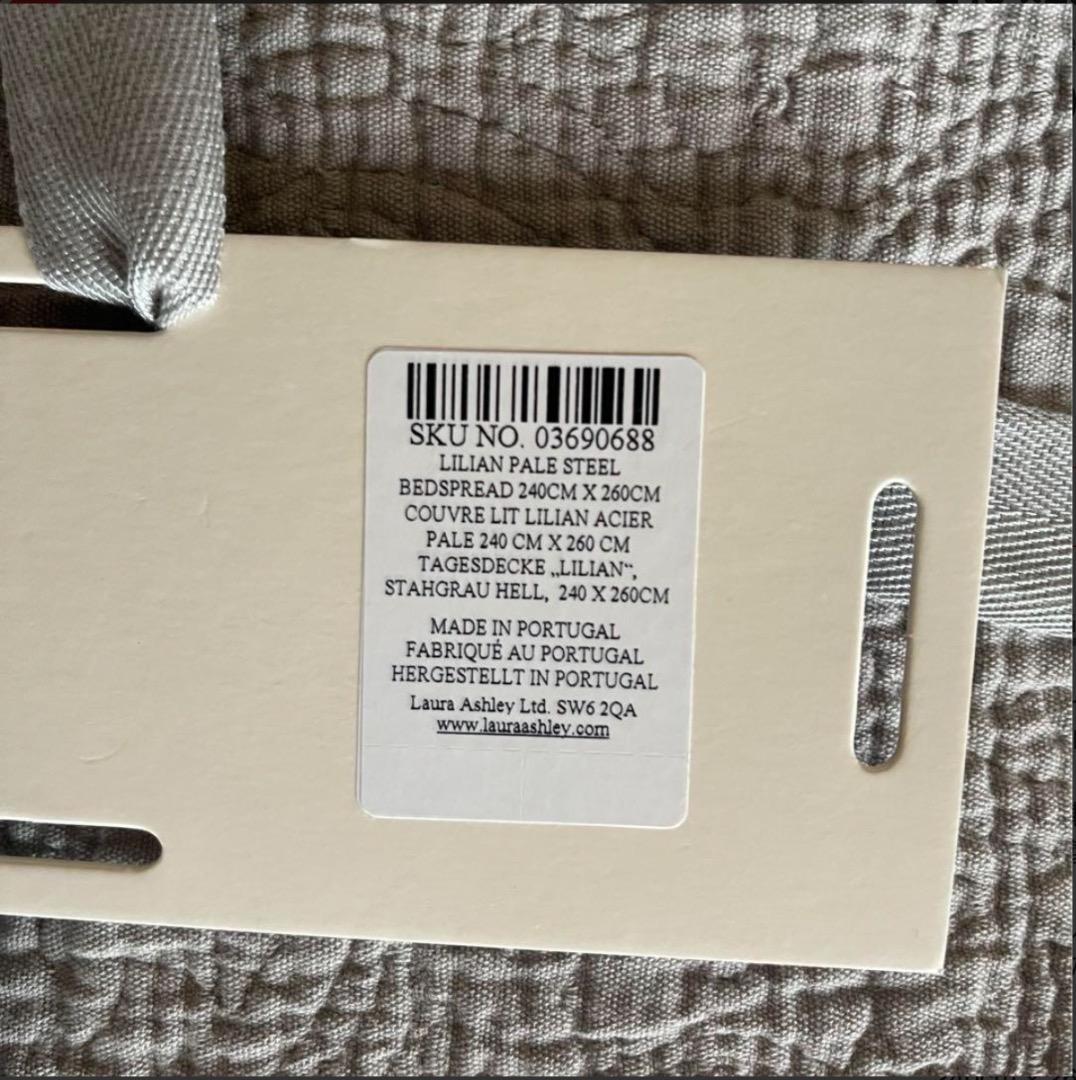 SKU NO. 03690688
LILIAN PALE STEEL
BEDSPREAD 240CM X 260CM
COUVRE LIT LILIAN ACIER
PALE 240 CM X 260 CM
TAGESDECKE „LILIAN“,
STAHGRAU HELL, 240 X 260CM
MADE IN PORTUGAL
FABRIQUÉ AU PORTUGAL
HERGESTELLT IN PORTUGAL
Laura Ashley Ltd. SW6 2QA
www.lauraashley.com